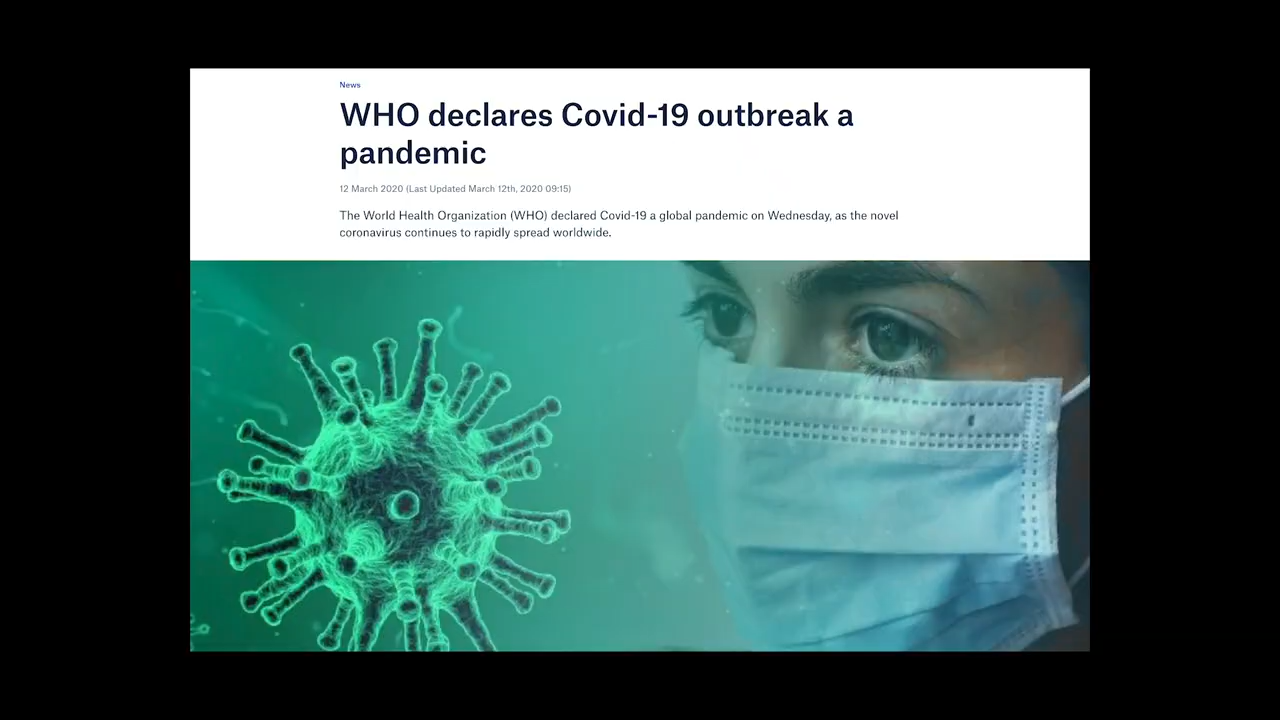 News
WHO declares Covid-19 outbreak a
pandemic
12 March 2020 (Last Updated March 12th, 2020 09:15)
The World Health Organization (WHO) declared Covid-19 a global pandemic on Wednesday, as the novel
coronavirus continues to rapidly spread worldwide.